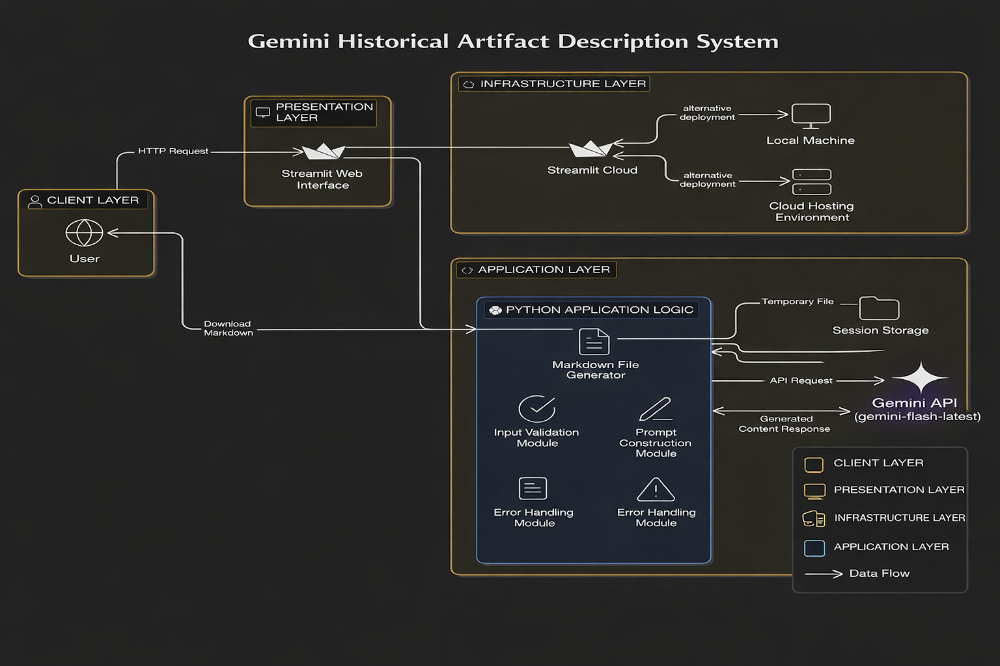 Gemini Historical Artifact Description System
INFRASTRUCTURE LAYER
PRESENTATION
LAYER
alternative
deployment
Local Machine
HTTP Request
Streamlit Web
Interface
Streamlit Cloud
alternative
deployment
Cloud Hosting
Environment
CLIENT LAYER
User
APPLICATION LAYER
PYTHON APPLICATION LOGIC
Temporary File
Session Storage
Download
Markdown
Markdown File
Generator
API Request
Gemini API
(gemini-flash-latest)
Generated
Content Response
Input Validation
Module
Prompt
Construction
Module
Error Handling
Module
Error Handling
Module
CLIENT LAYER
PRESENTATION LAYER
INFRASTRUCTURE LAYER
APPLICATION LAYER
Data Flow